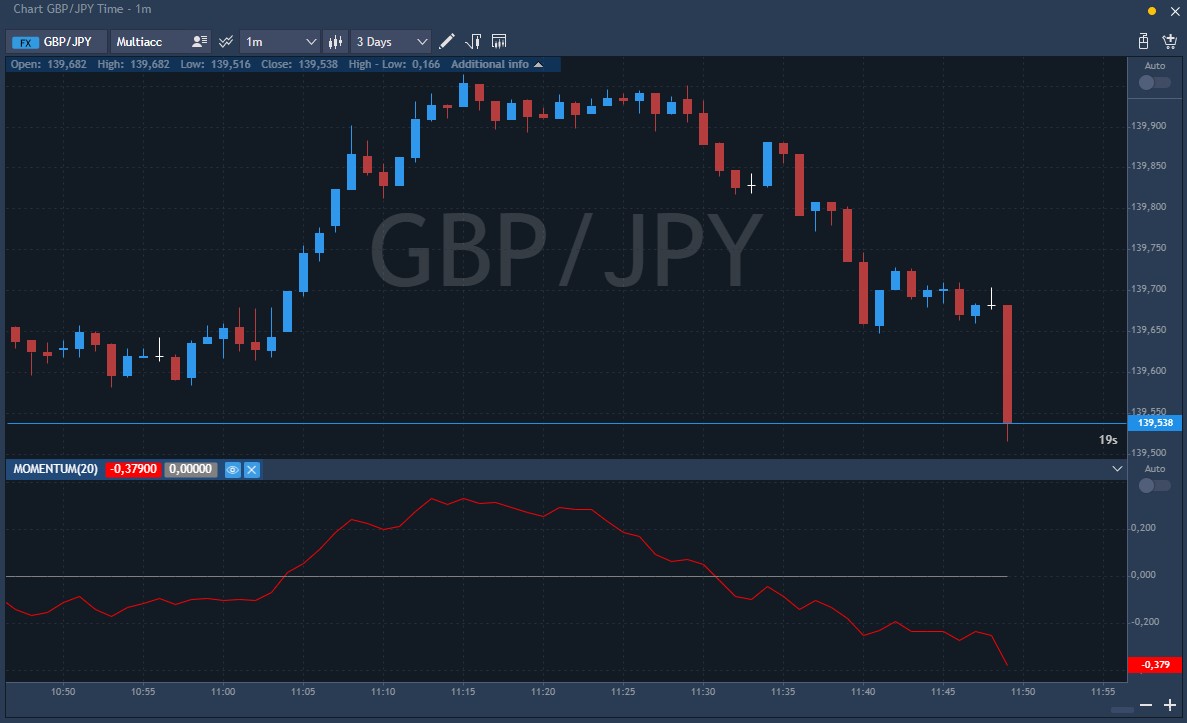 Chart GBP/JPY Time - 1m
FX GBP/JPY Multiacc 1m 3 Days
Open: 139,682 High: 139,682 Low: 139,516 Close: 139,538 High - Low: 0,166 Additional info
Auto
GBP/JPY
139,900
139,850
139,800
139,750
139,700
139,650
139,600
139,550
139,538
19s
139,500
MOMENTUM(20) -0,37900 0,00000
Auto
0,200
0,000
-0,200
-0,379
10:50 10:55 11:00 11:05 11:10 11:15 11:20 11:25 11:30 11:35 11:40 11:45 11:50 11:55